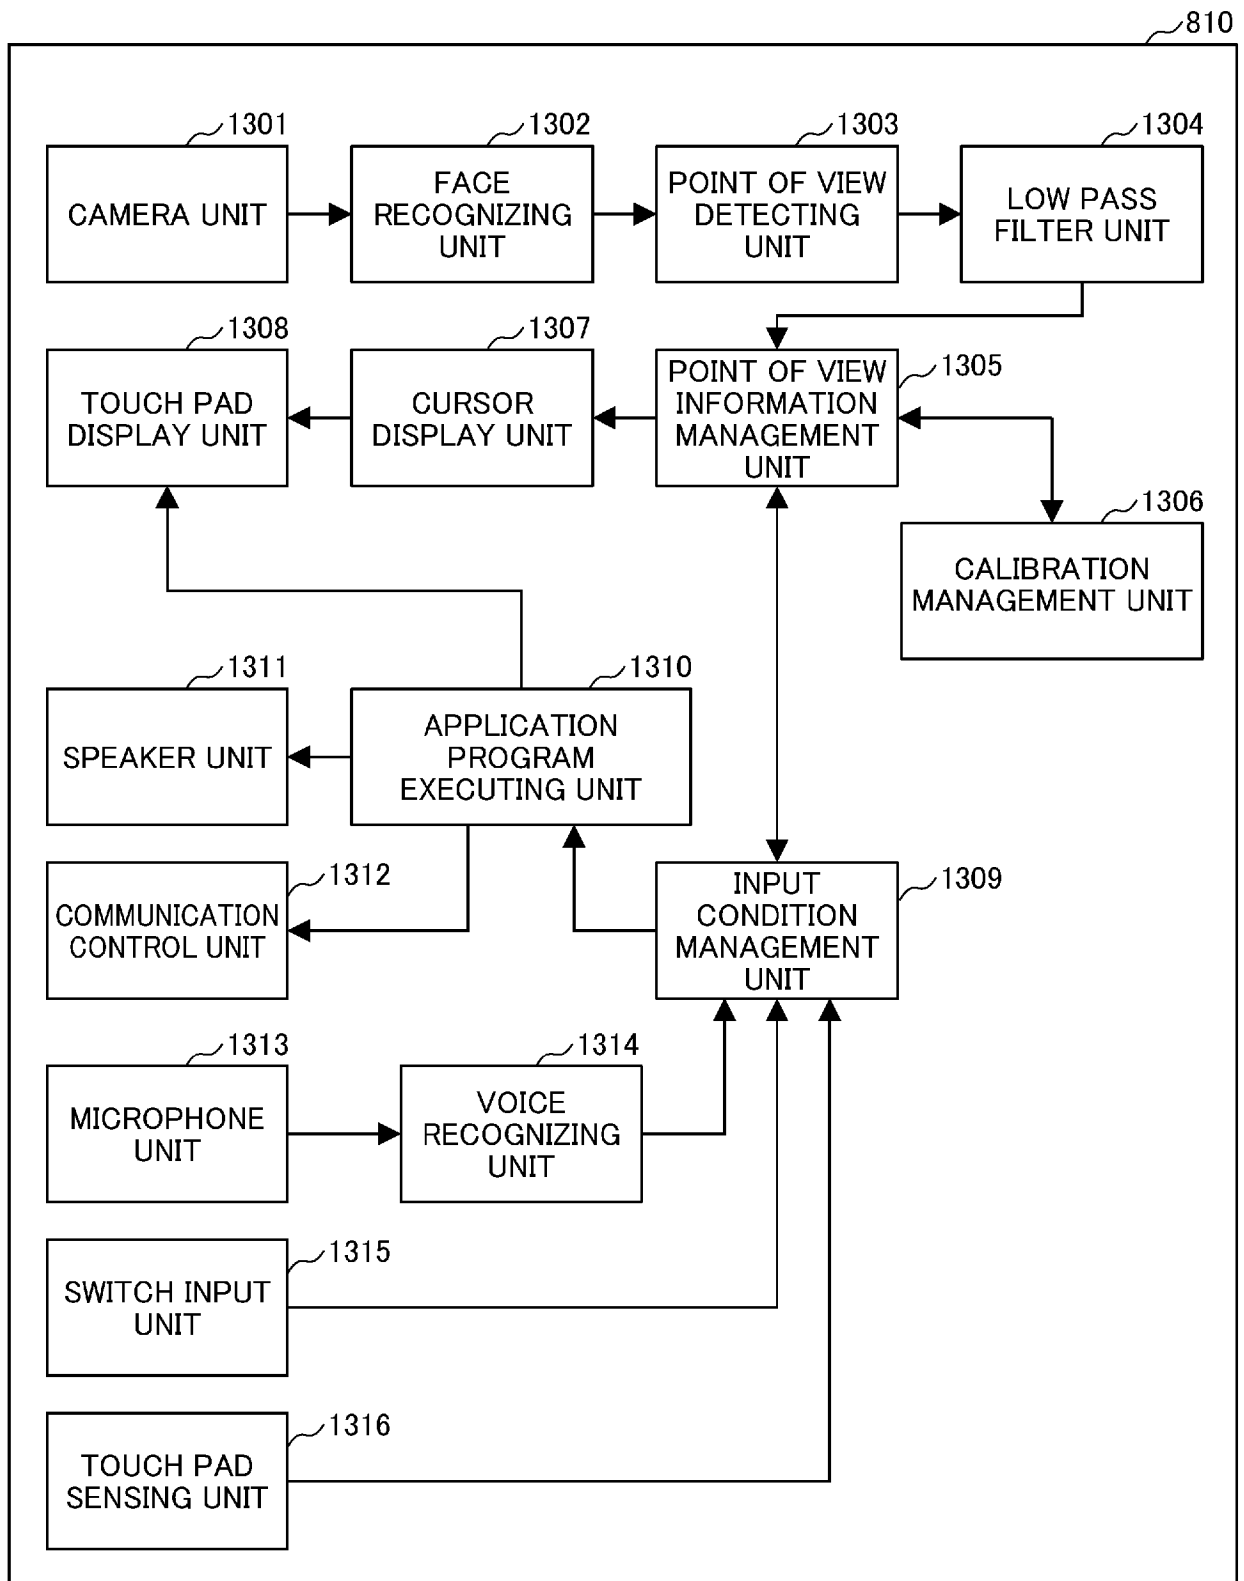 810
1301
CAMERA UNIT
1302
FACE
RECOGNIZING
UNIT
1303
POINT OF VIEW
DETECTING
UNIT
1304
LOW PASS
FILTER UNIT
1308
TOUCH PAD
DISPLAY UNIT
1307
CURSOR
DISPLAY UNIT
1305
POINT OF VIEW
INFORMATION
MANAGEMENT
UNIT
1306
CALIBRATION
MANAGEMENT UNIT
1311
SPEAKER UNIT
1310
APPLICATION
PROGRAM
EXECUTING UNIT
1312
COMMUNICATION
CONTROL UNIT
1309
INPUT
CONDITION
MANAGEMENT
UNIT
1313
MICROPHONE
UNIT
1314
VOICE
RECOGNIZING
UNIT
1315
SWITCH INPUT
UNIT
1316
TOUCH PAD
SENSING UNIT